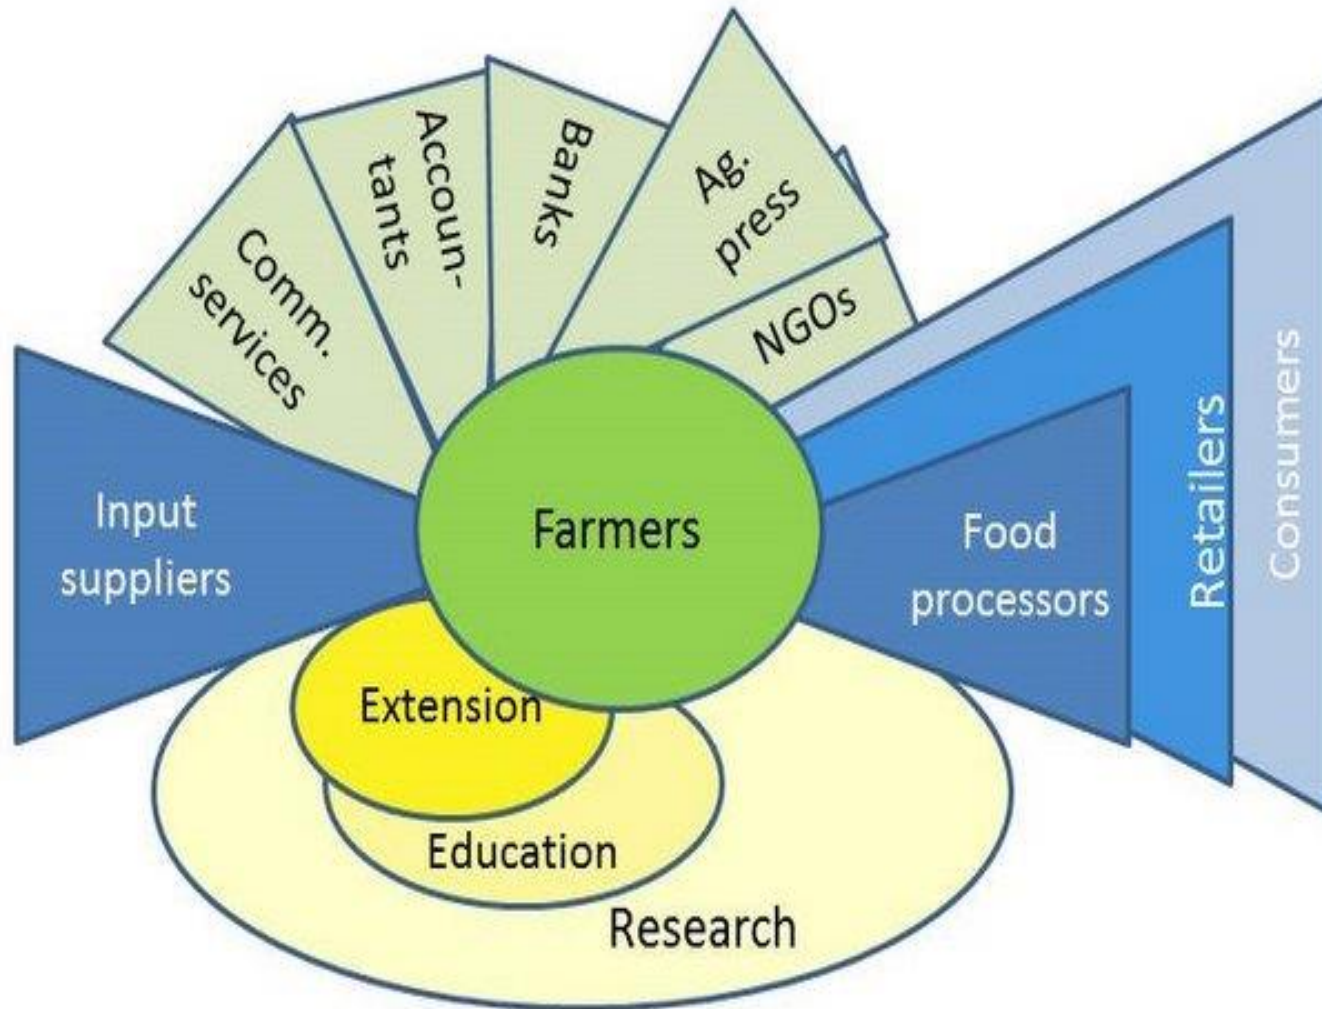 Comm.
services
Accoun-
tants
Banks
Ag.
press
NGOs
Input
suppliers
Farmers
Food
processors
Retailers
Consumers
Extension
Education
Research